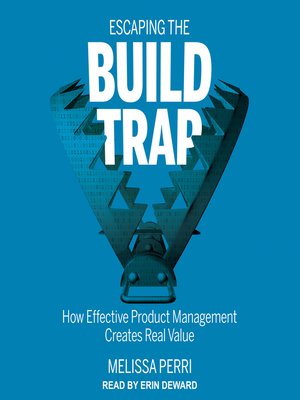 ESCAPING THE
BUILD
TRAP
How Effective Product Management
Creates Real Value
MELISSA PERRI
READ BY ERIN DEWARD